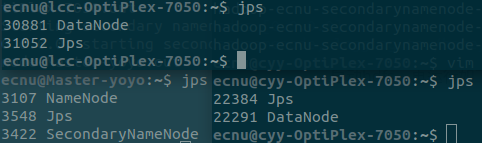 ecnu@lcc-OptiPlex-7050:~$ jps
30881 DataNode
31052 Jps
ecnu@lcc-OptiPlex-7050:~$
ecnu@Master-yoyo:~$ jps
3107 NameNode
3548 Jps
3422 SecondaryNameNode
ecnu@cyy-OptiPlex-7050:~$ jps
22384 Jps
22291 DataNode
ecnu@cyy-OptiPlex-7050:~$